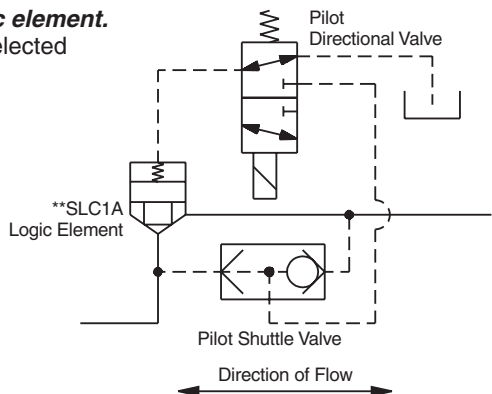 c element.
elected
Pilot
Directional Valve
**SLC1A
Logic Element
Pilot Shuttle Valve
Direction of Flow